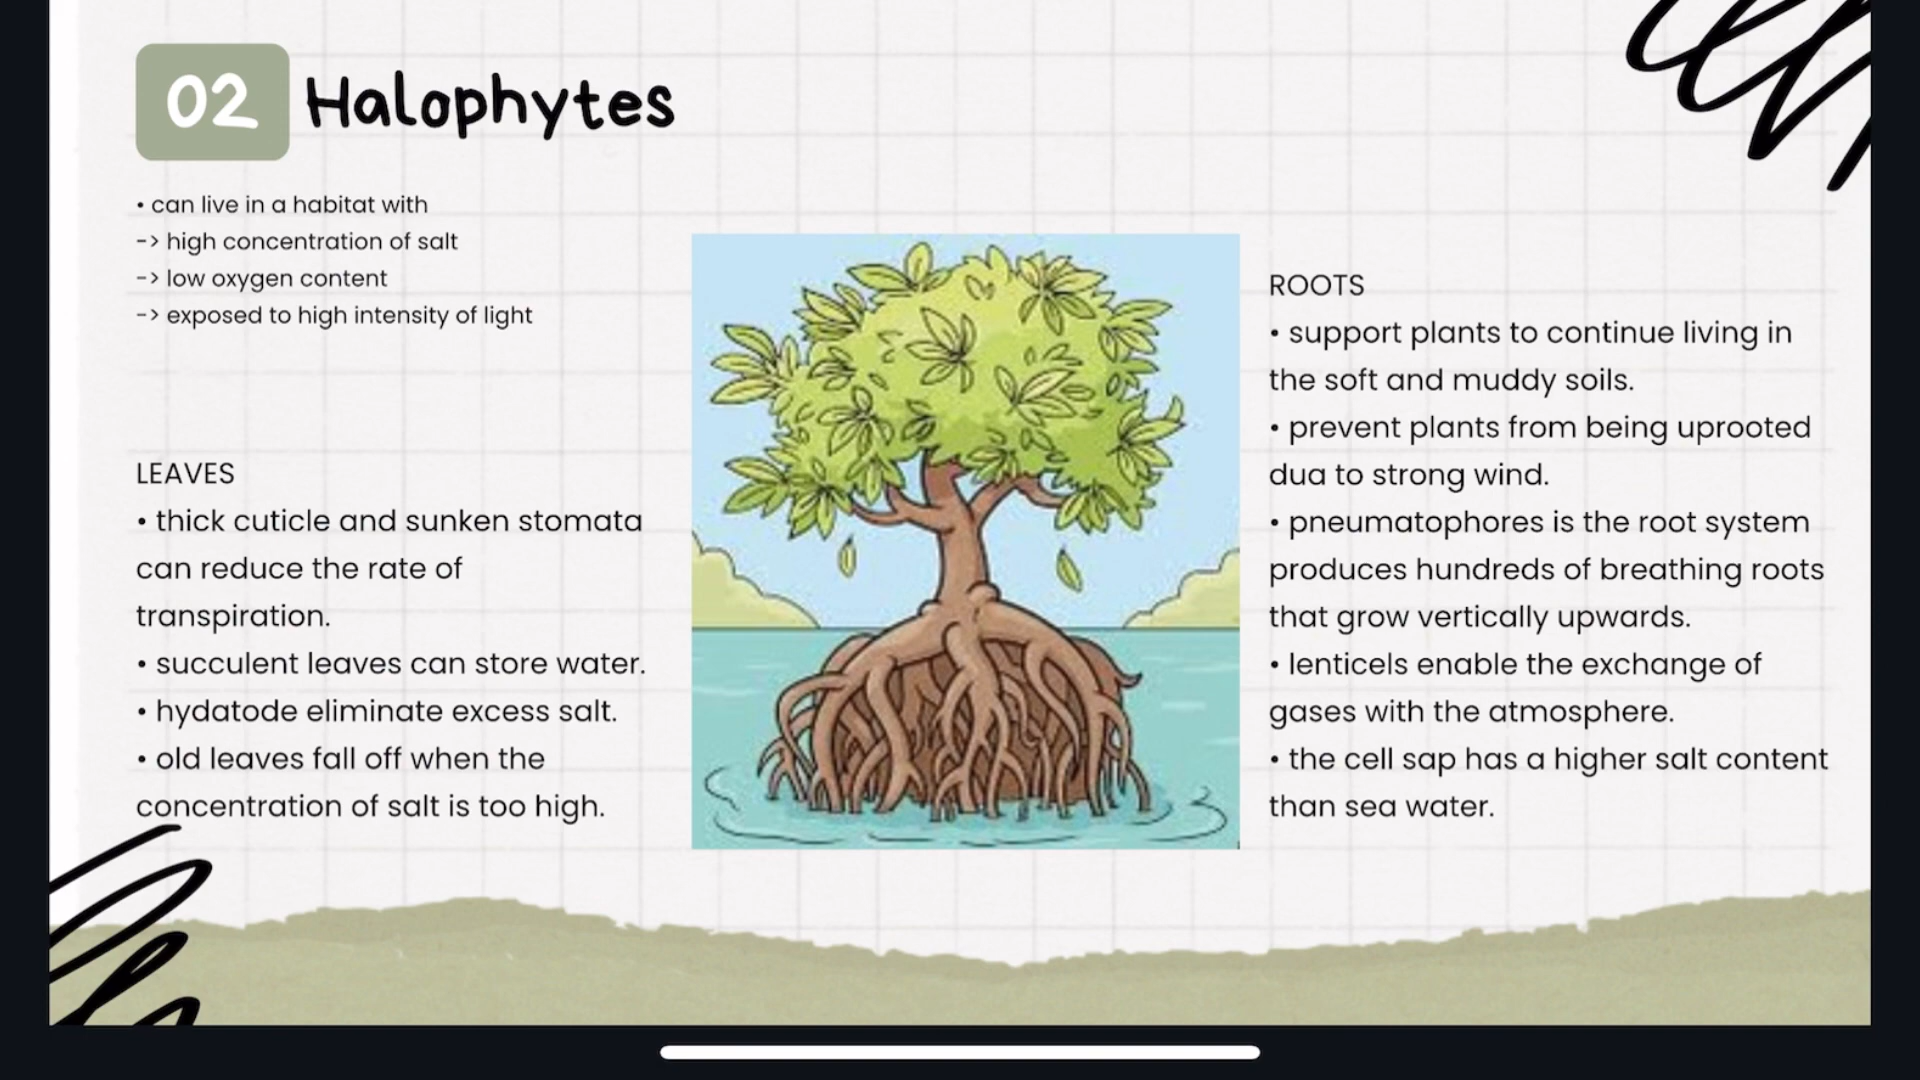 02 Halophytes
• can live in a habitat with
-> high concentration of salt
-> low oxygen content
-> exposed to high intensity of light
LEAVES
• thick cuticle and sunken stomata
can reduce the rate of
transpiration.
• succulent leaves can store water.
• hydatode eliminate excess salt.
• old leaves fall off when the
concentration of salt is too high.
ROOTS
• support plants to continue living in
the soft and muddy soils.
• prevent plants from being uprooted
dua to strong wind.
• pneumatophores is the root system
produces hundreds of breathing roots
that grow vertically upwards.
• lenticels enable the exchange of
gases with the atmosphere.
• the cell sap has a higher salt content
than sea water.